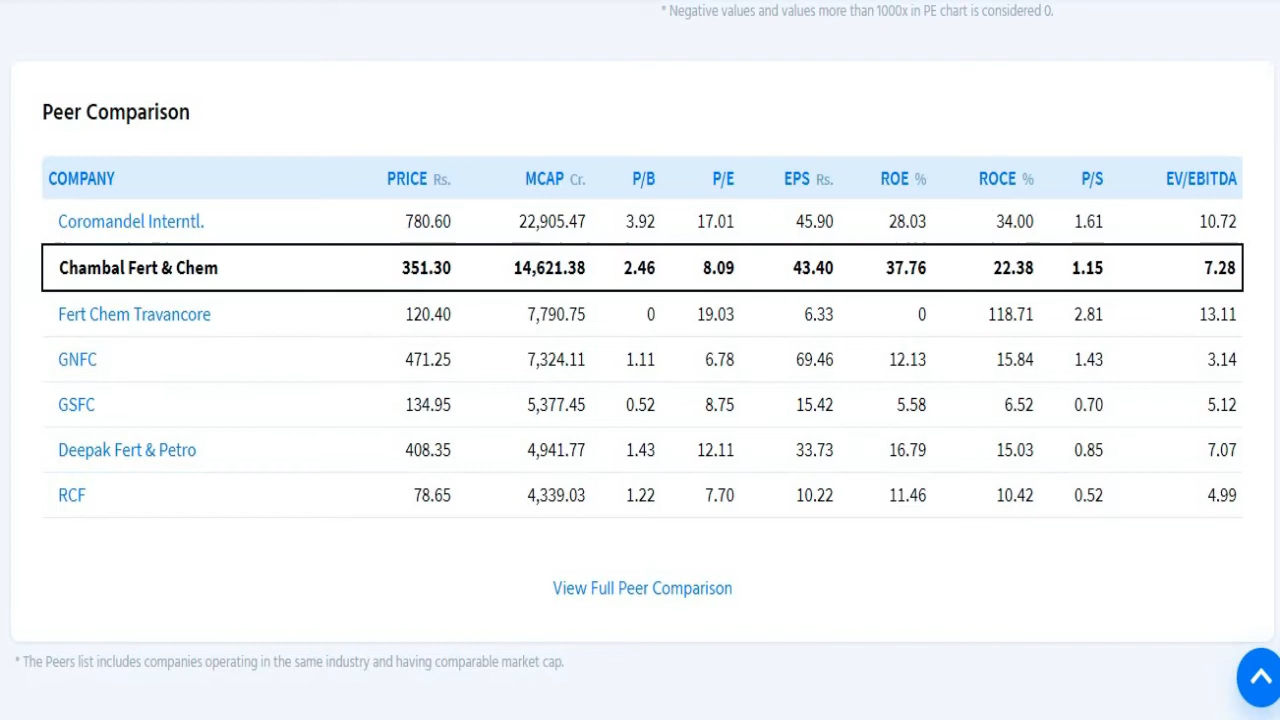 * Negative values and values more than 1000x in PE chart is considered 0.
Peer Comparison
COMPANY PRICE Rs. MCAP Cr. P/B P/E EPS Rs. ROE % ROCE % P/S EV/EBITDA
Coromandel Interntl. 780.60 22,905.47 3.92 17.01 45.90 28.03 34.00 1.61 10.72
Chambal Fert & Chem 351.30 14,621.38 2.46 8.09 43.40 37.76 22.38 1.15 7.28
Fert Chem Travancore 120.40 7,790.75 0 19.03 6.33 0 118.71 2.81 13.11
GNFC 471.25 7,324.11 1.11 6.78 69.46 12.13 15.84 1.43 3.14
GSFC 134.95 5,377.45 0.52 8.75 15.42 5.58 6.52 0.70 5.12
Deepak Fert & Petro 408.35 4,941.77 1.43 12.11 33.73 16.79 15.03 0.85 7.07
RCF 78.65 4,339.03 1.22 7.70 10.22 11.46 10.42 0.52 4.99
View Full Peer Comparison
* The Peers list includes companies operating in the same industry and having comparable market cap.